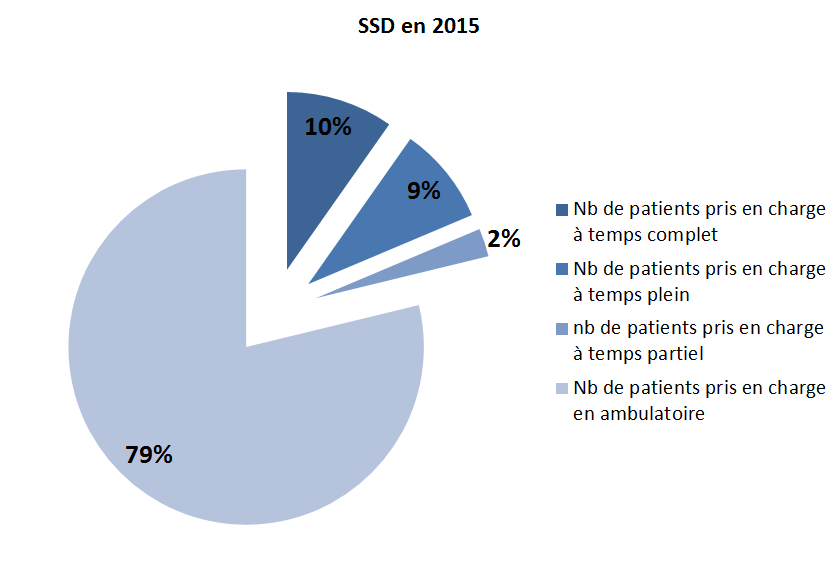 SSD en 2015
10%
9%
2%
79%
Nb de patients pris en charge
à temps complet
Nb de patients pris en charge
à temps plein
nb de patients pris en charge
à temps partiel
Nb de patients pris en charge
en ambulatoire